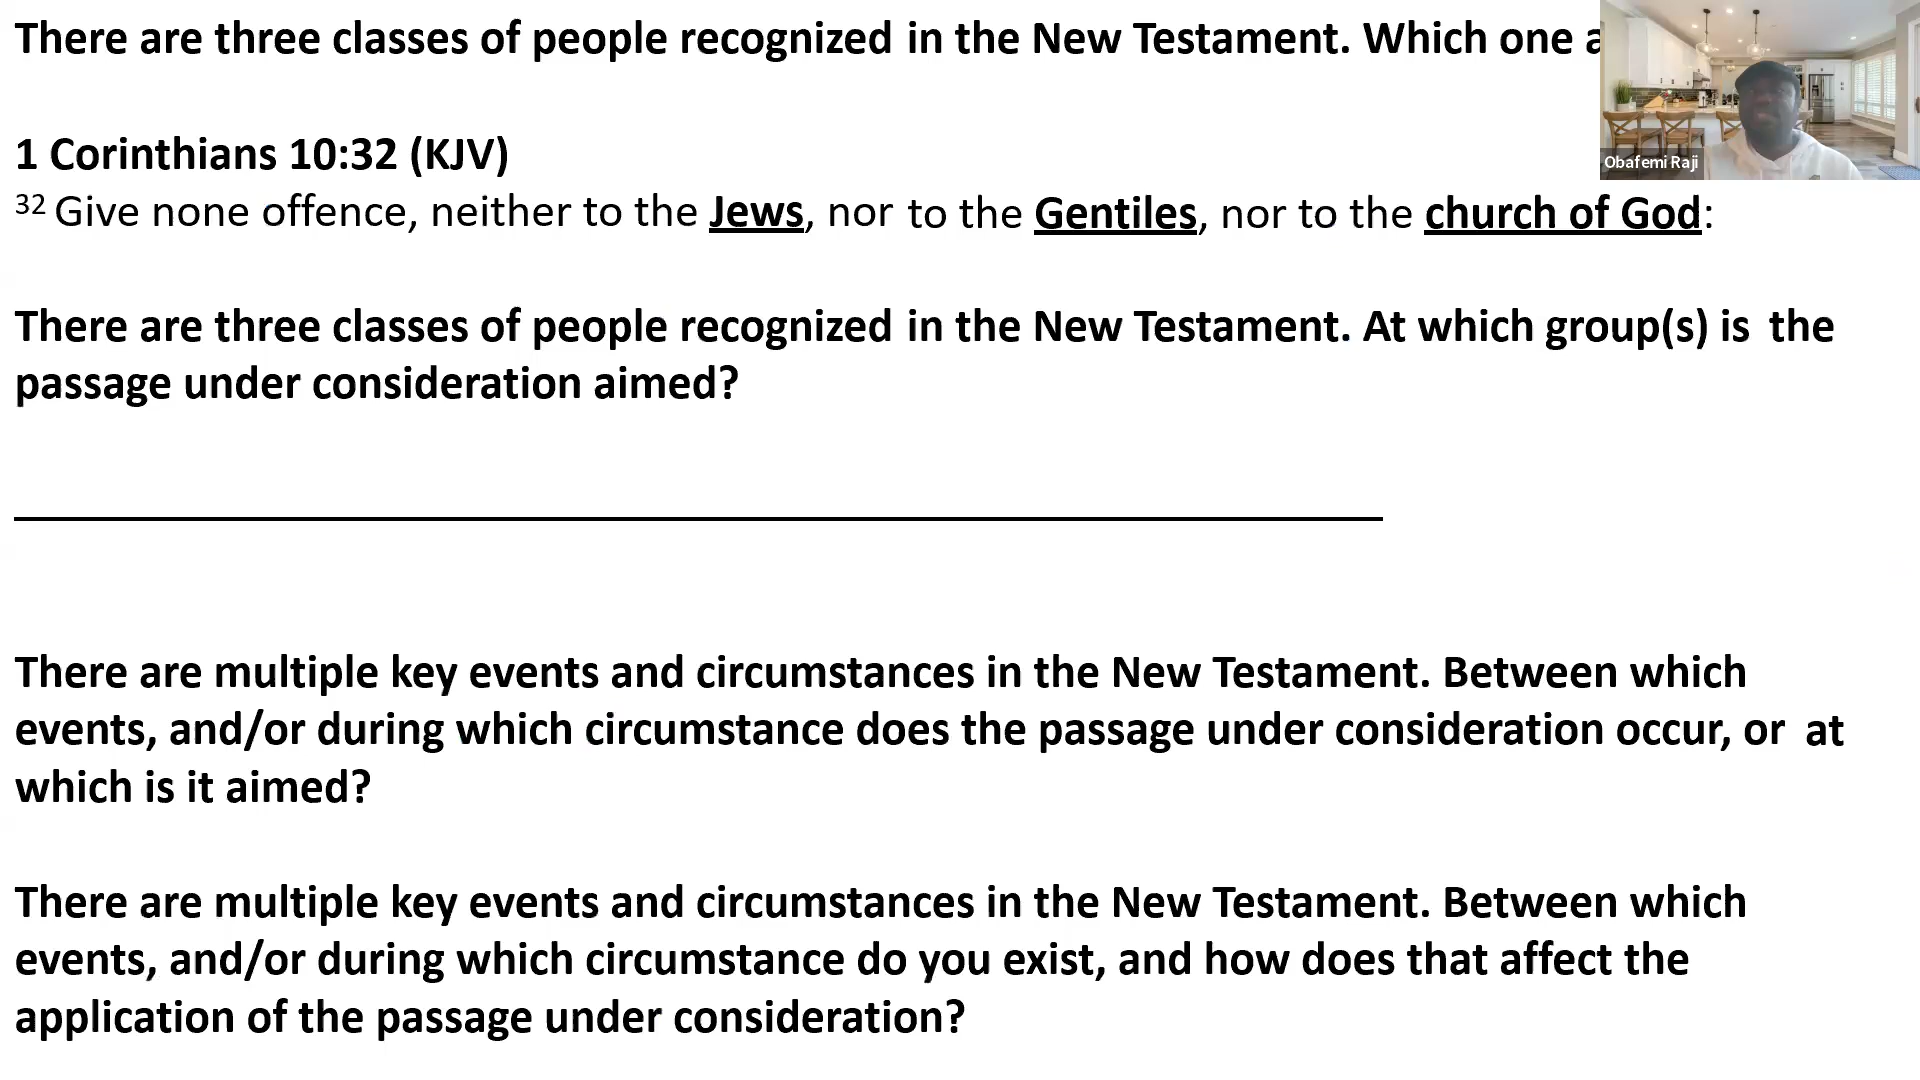 There are three classes of people recognized in the New Testament. Which one
Obafemi Raji
1 Corinthians 10:32 (KJV)
32 Give none offence, neither to the Jews, nor to the Gentiles, nor to the church of God:
There are three classes of people recognized in the New Testament. At which group(s) is the
passage under consideration aimed?
There are multiple key events and circumstances in the New Testament. Between which
events, and/or during which circumstance does the passage under consideration occur, or at
which is it aimed?
There are multiple key events and circumstances in the New Testament. Between which
events, and/or during which circumstance do you exist, and how does that affect the
application of the passage under consideration?